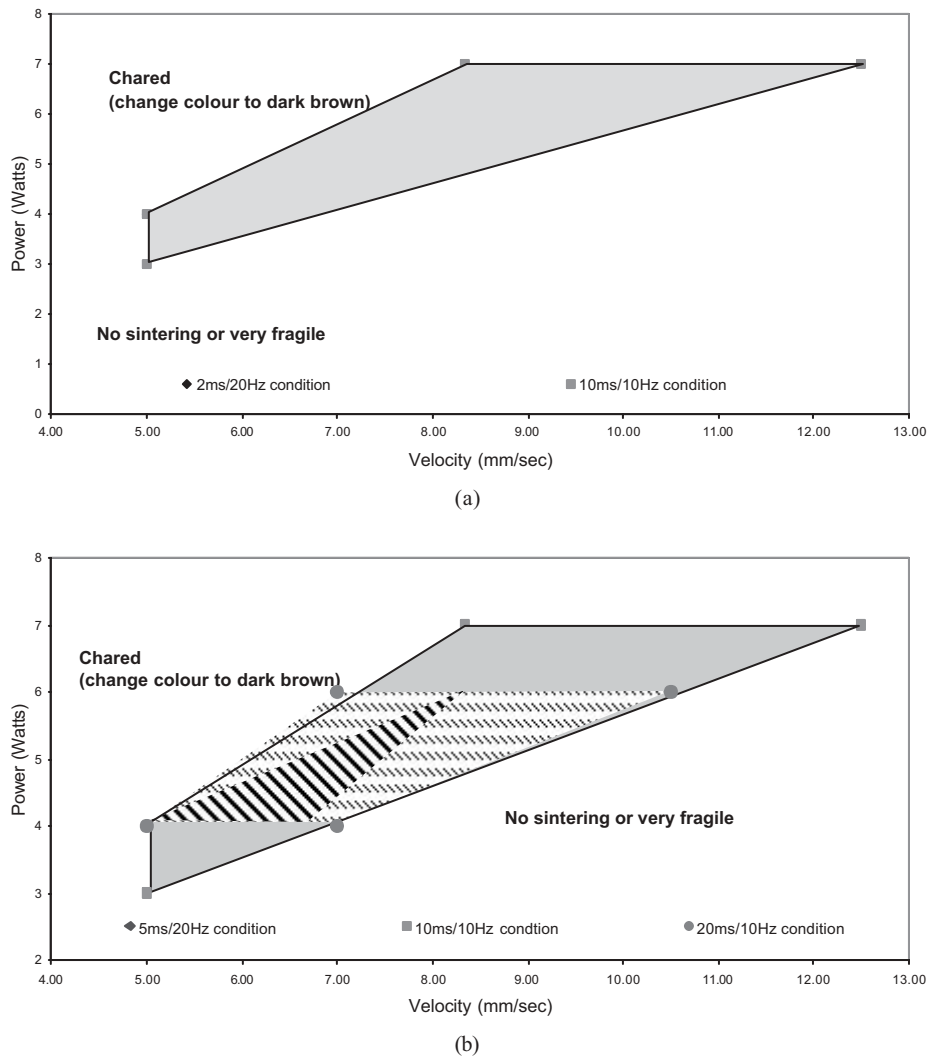 8
7
6
5
4
3
2
1
0
Power (Watts)
Chared
(change colour to dark brown)
No sintering or very fragile
2ms/20Hz condition
10ms/10Hz condition
4.00 5.00 6.00 7.00 8.00 9.00 10.00 11.00 12.00 13.00
Velocity (mm/sec)
(a)
8
7
6
5
4
3
2
Power (Watts)
Chared
(change colour to dark brown)
No sintering or very fragile
5ms/20Hz condition
10ms/10Hz condtion
20ms/10Hz condition
4.00 5.00 6.00 7.00 8.00 9.00 10.00 11.00 12.00 13.00
Velocity (mm/sec)
(b)